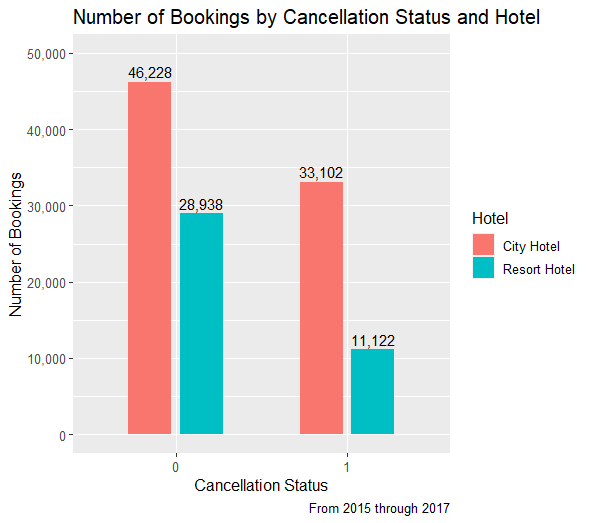 Number of Bookings by Cancellation Status and Hotel
50,000
40,000
30,000
20,000
10,000
0
Number of Bookings
46,228
28,938
33,102
11,122
0
1
Cancellation Status
From 2015 through 2017
Hotel
City Hotel
Resort Hotel